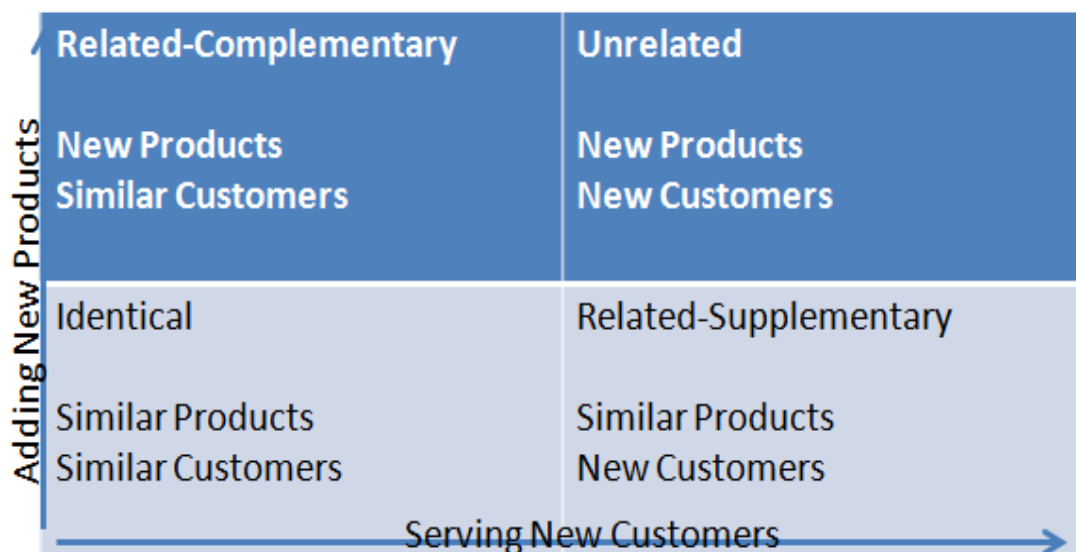 Related-Complementary
New Products
Similar Customers
Unrelated
New Products
New Customers
Adding New Products
Identical
Similar Products
Similar Customers
Related-Supplementary
Similar Products
New Customers
Serving New Customers